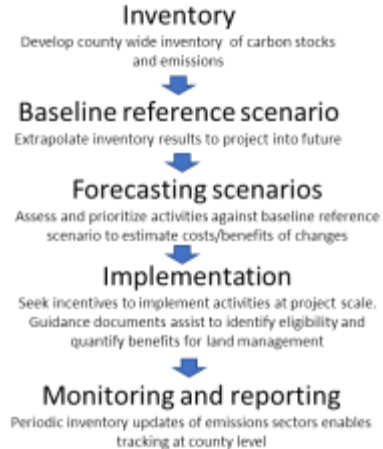 Inventory
Develop county wide inventory of carbon stocks
and emissions
Baseline reference scenario
Extrapolate inventory results to project into future
Forecasting scenarios
Assess and prioritize activities against baseline reference
scenario to estimate costs/benefits of changes
Implementation
Seek incentives to implement activities at project scale.
Guidance documents assist to identify eligibility and
quantify benefits for land management
Monitoring and reporting
Periodic inventory updates of emissions sectors enables
tracking at county level